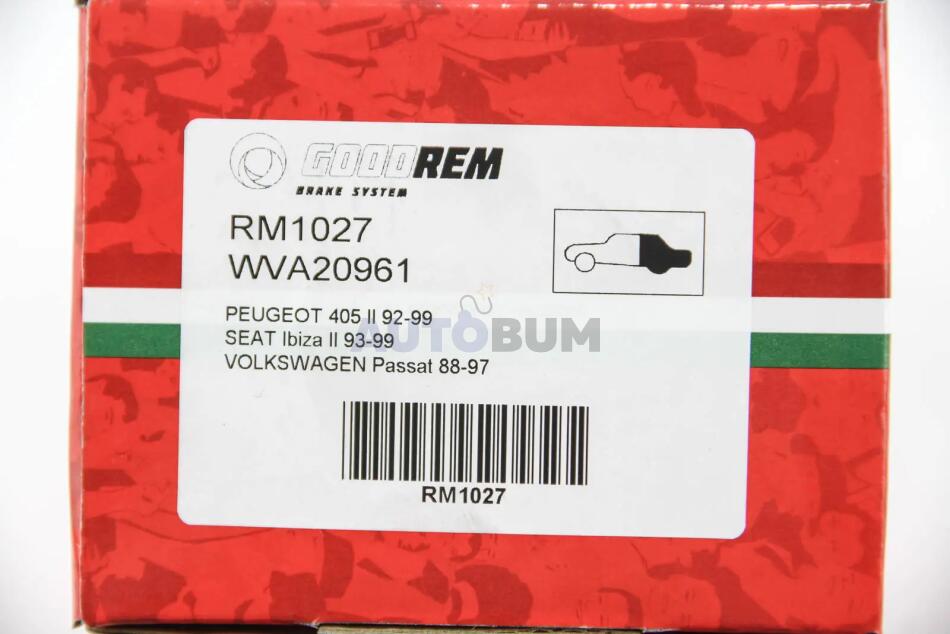 GOODREM
BRAKE SYSTEM
RM1027
WVA20961
PEUGEOT 405 II 92-99
SEAT Ibiza II 93-99
VOLKSWAGEN Passat 88-97
AUTOBUM
RM1027